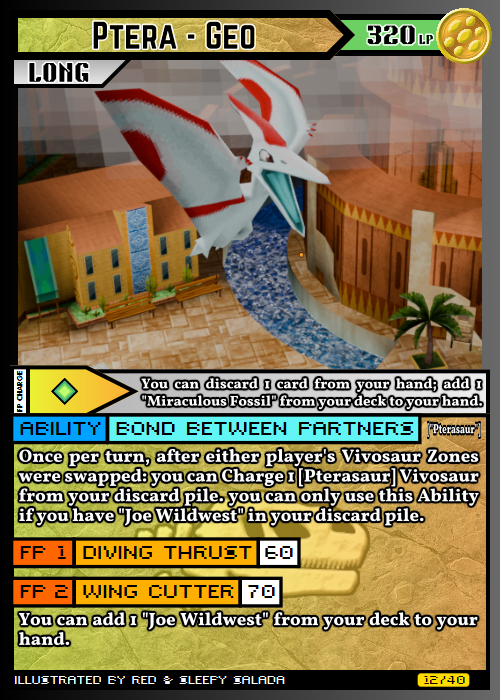 Ptera - Geo
320 LP
LONG
FP CHARGE
You can discard 1 card from your hand; add 1
"Miraculous Fossil" from your deck to your hand.
ABILITY BOND BETWEEN PARTNERS ["Pterasaur"]
Once per turn, after either player's Vivosaur Zones
were swapped: you can Charge 1 [Pterasaur] Vivosaur
from your discard pile. you can only use this Ability
if you have "Joe Wildwest" in your discard pile.
FP 1 DIVING THRUST 60
FP 2 WING CUTTER 70
You can add 1 "Joe Wildwest" from your deck to your
hand.
ILLUSTRATED BY RED & SLEEPY SALADA
12/40